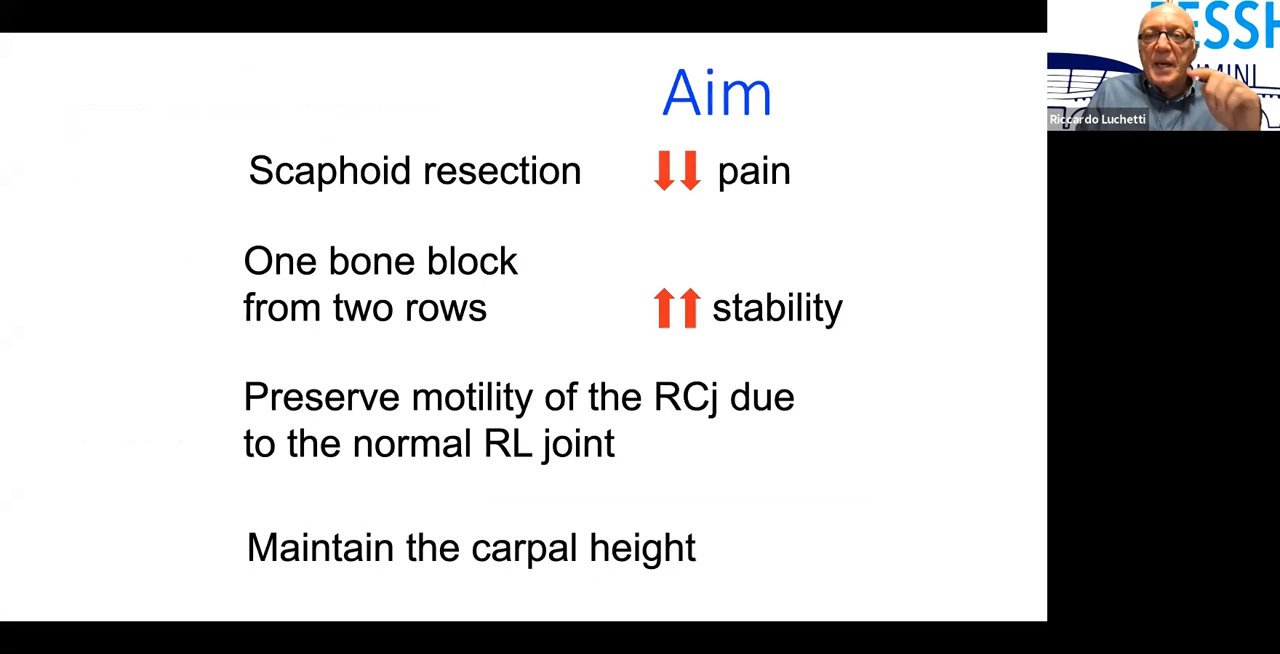 Aim
Scaphoid resection pain
One bone block
from two rows stability
Preserve motility of the RCj due
to the normal RL joint
Maintain the carpal height
Riccardo Luchetti